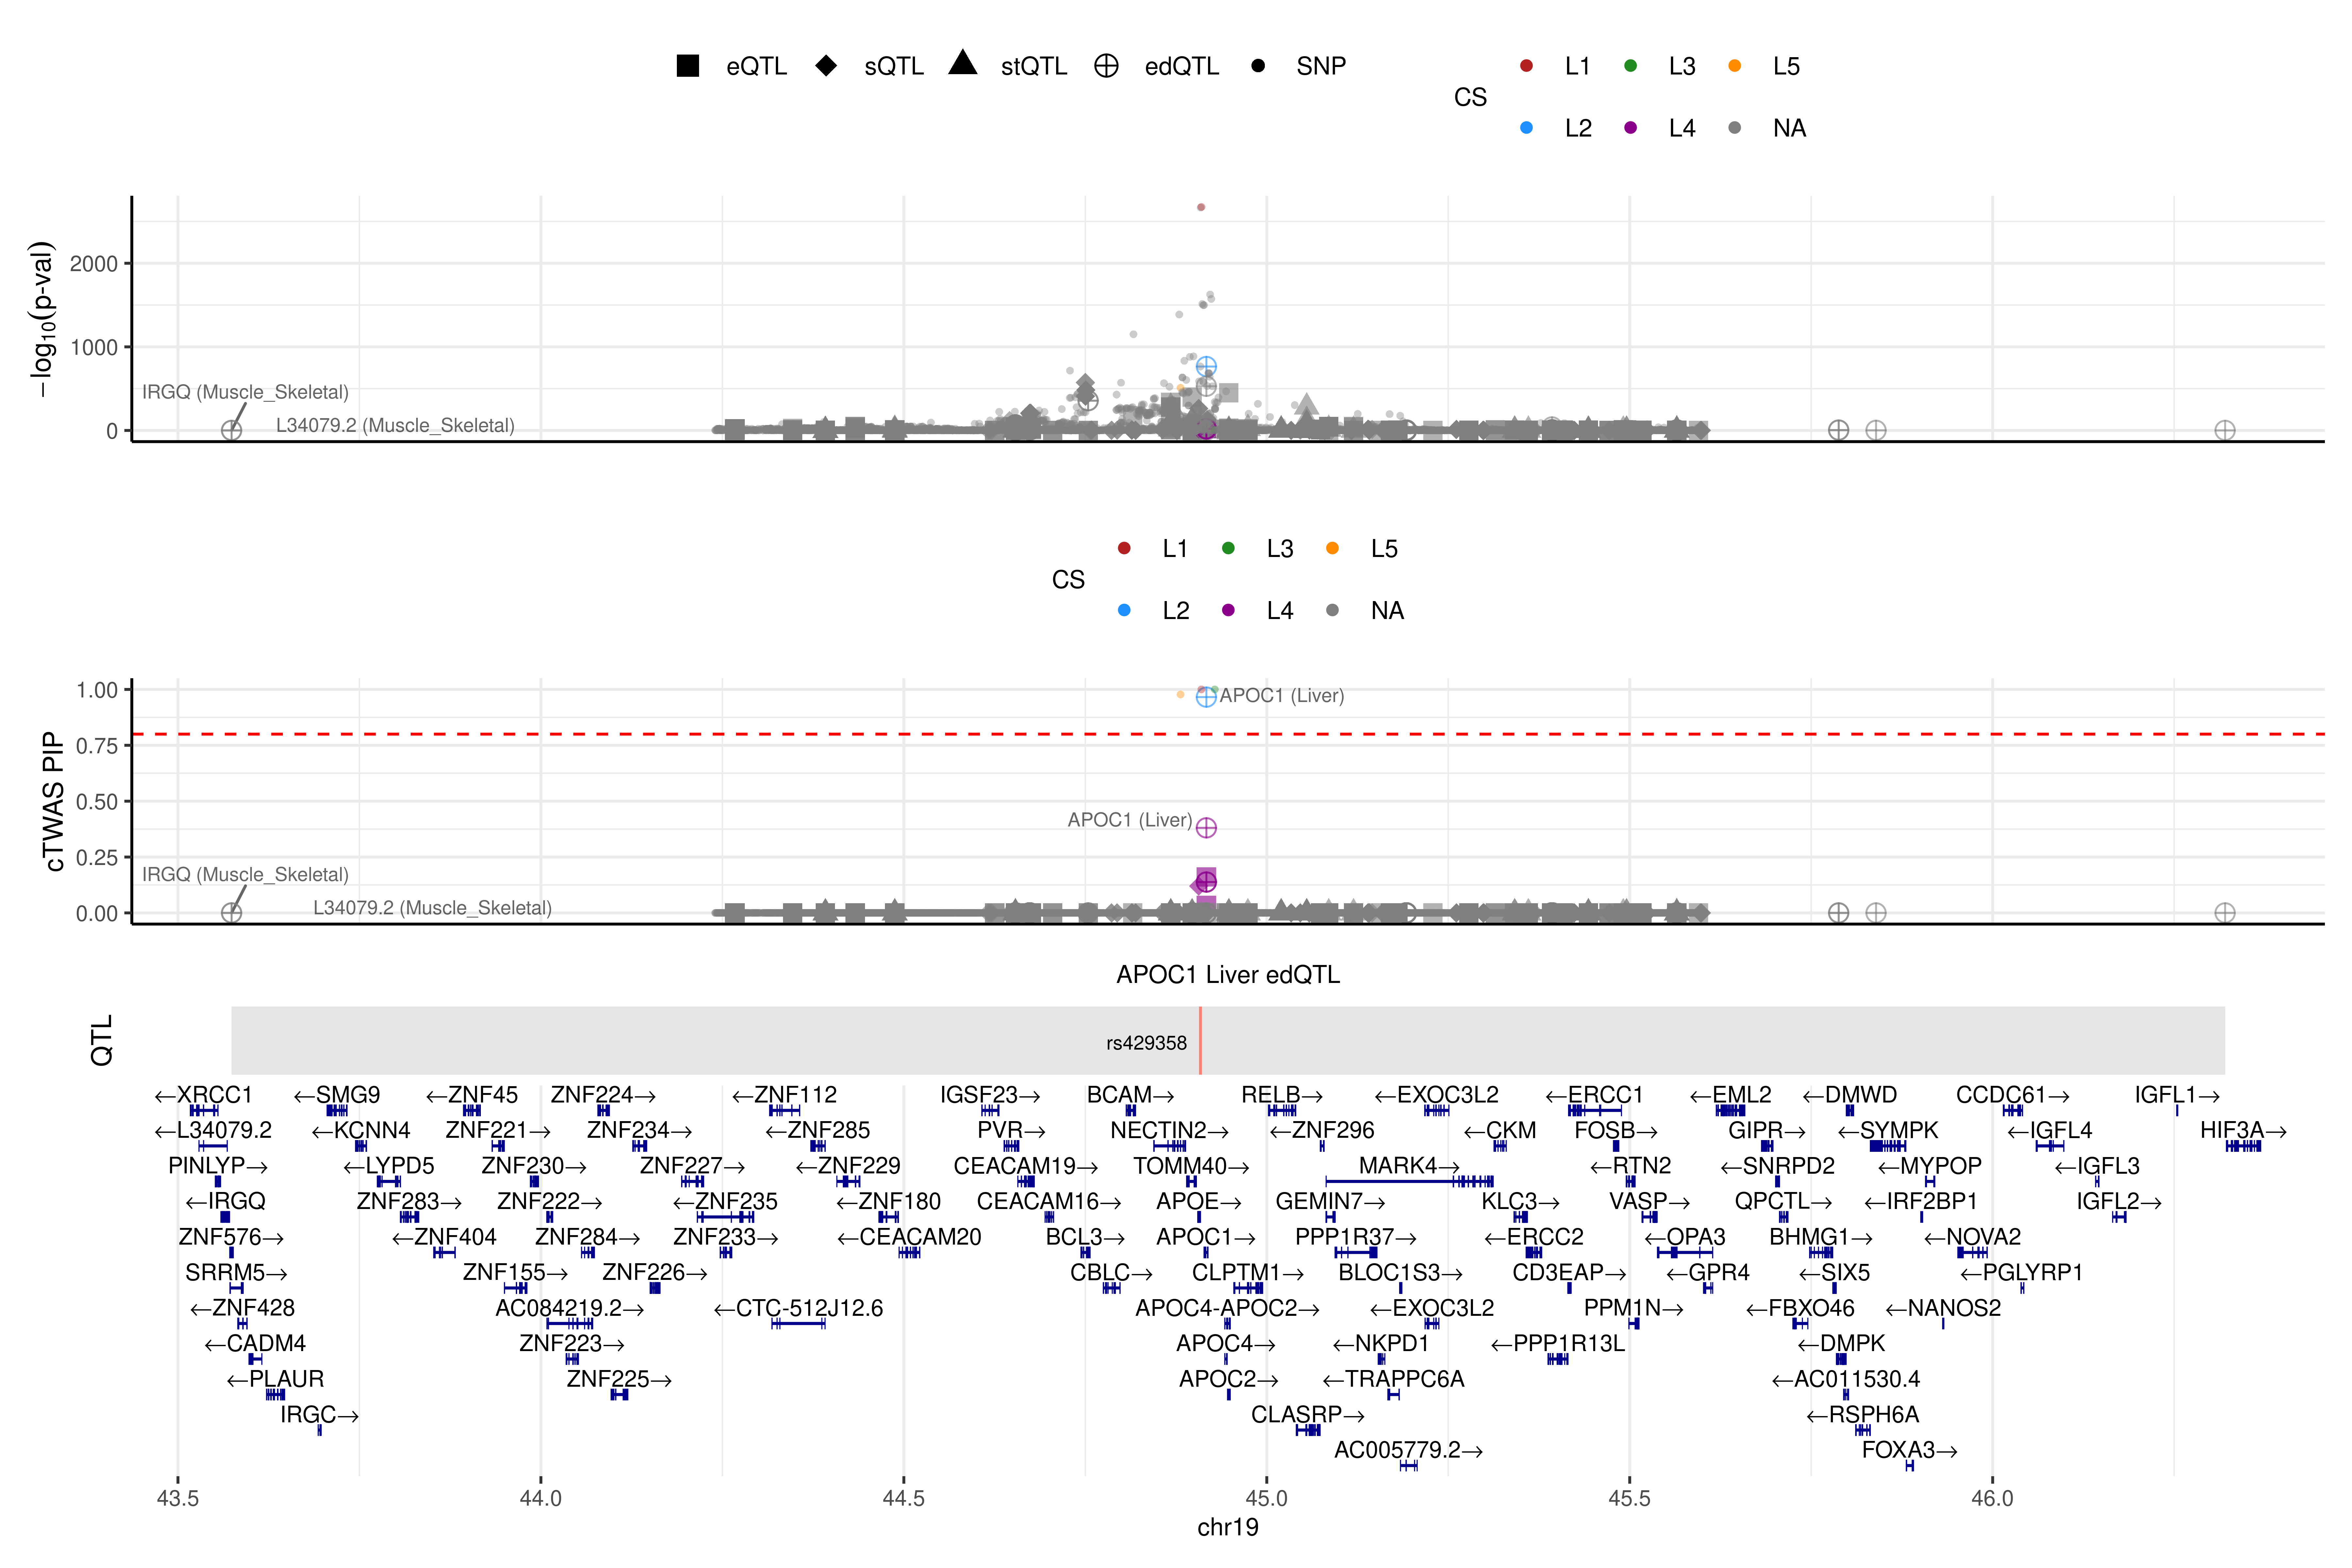 eQTL sQTL stQTL edQTL SNP
CS
L1 L3 L5
L2 L4 NA
−log10(p-val)
2000
1000
0
IRGQ (Muscle_Skeletal)
L34079.2 (Muscle_Skeletal)
CS
L1 L3 L5
L2 L4 NA
cTWAS PIP
1.00
0.75
0.50
0.25
0.00
APOC1 (Liver)
APOC1 (Liver)
IRGQ (Muscle_Skeletal)
L34079.2 (Muscle_Skeletal)
APOC1 Liver edQTL
QTL
rs429358
←XRCC1 ←SMG9 ←ZNF45 ZNF224→ ←ZNF112 IGSF23→ BCAM→ RELB→ ←EXOC3L2 ←ERCC1 ←EML2 ←DMWD CCDC61→ IGFL1→
←L34079.2 ←KCNN4 ZNF221→ ZNF234→ ←ZNF285 PVR→ NECTIN2→ ←ZNF296 ←CKM FOSB→ GIPR→ ←SYMPK ←IGFL4 HIF3A→
PINLYP→ ←LYPD5 ZNF230→ ZNF227→ ←ZNF229 CEACAM19→ TOMM40→ MARK4→ ←RTN2 ←SNRPD2 ←MYPOP ←IGFL3
←IRGQ ZNF283→ ZNF222→ ←ZNF235 ←ZNF180 CEACAM16→ APOE→ GEMIN7→ KLC3→ VASP→ QPCTL→ ←IRF2BP1 IGFL2→
ZNF576→ ←ZNF404 ZNF284→ ZNF233→ ←CEACAM20 BCL3→ APOC1→ PPP1R37→ ←ERCC2 ←OPA3 BHMG1→ ←NOVA2
SRRM5→ ZNF155→ ZNF226→ CBLC→ CLPTM1→ BLOC1S3→ CD3EAP→ ←GPR4 ←SIX5 ←PGLYRP1
←ZNF428 AC084219.2→ ←CTC-512J12.6 APOC4-APOC2→ ←EXOC3L2 PPM1N→ ←FBXO46 ←NANOS2
←CADM4 ZNF223→ APOC4→ ←NKPD1 ←PPP1R13L ←DMPK
←PLAUR ZNF225→ APOC2→ ←TRAPPC6A ←AC011530.4
IRGC→ CLASRP→ ←RSPH6A
AC005779.2→ FOXA3→
43.5 44.0 44.5 45.0 45.5 46.0
chr19